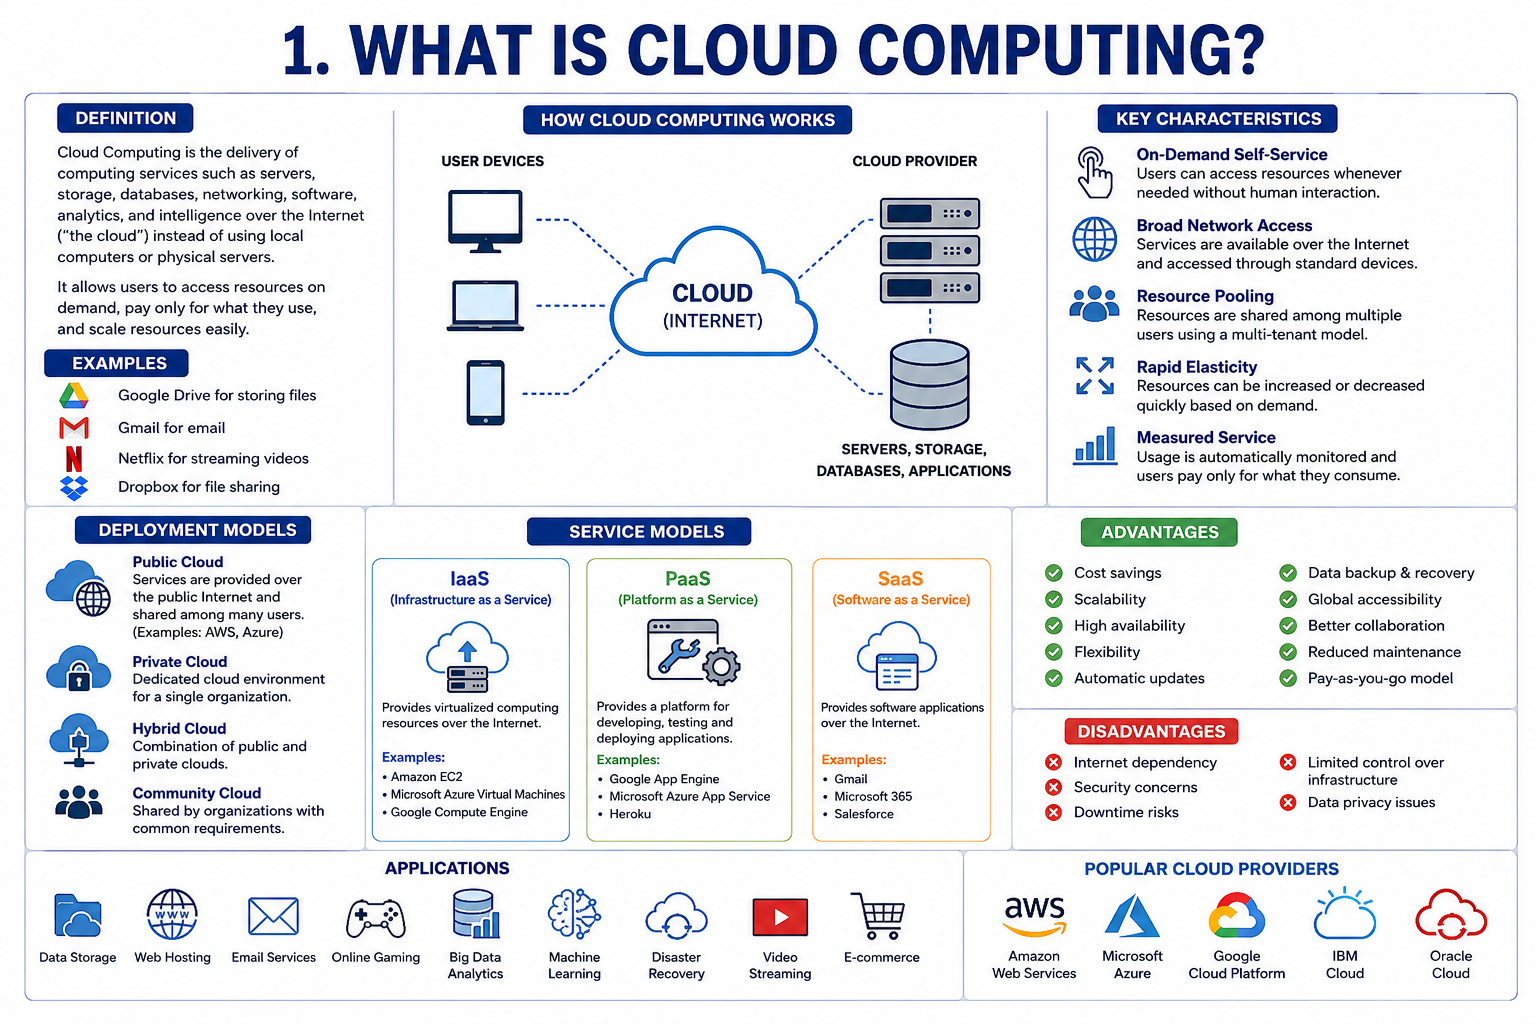 1. WHAT IS CLOUD COMPUTING?
DEFINITION
Cloud Computing is the delivery of
computing services such as servers,
storage, databases, networking, software,
analytics, and intelligence over the Internet
(“the cloud”) instead of using local
computers or physical servers.
It allows users to access resources on
demand, pay only for what they use,
and scale resources easily.
EXAMPLES
Google Drive for storing files
Gmail for email
Netflix for streaming videos
Dropbox for file sharing
HOW CLOUD COMPUTING WORKS
USER DEVICES
CLOUD PROVIDER
CLOUD
(INTERNET)
SERVERS, STORAGE,
DATABASES, APPLICATIONS
KEY CHARACTERISTICS
On-Demand Self-Service
Users can access resources whenever
needed without human interaction.
Broad Network Access
Services are available over the Internet
and accessed through standard devices.
Resource Pooling
Resources are shared among multiple
users using a multi-tenant model.
Rapid Elasticity
Resources can be increased or decreased
quickly based on demand.
Measured Service
Usage is automatically monitored and
users pay only for what they consume.
DEPLOYMENT MODELS
Public Cloud
Services are provided over
the public Internet and
shared among many users.
(Examples: AWS, Azure)
Private Cloud
Dedicated cloud environment
for a single organization.
Hybrid Cloud
Combination of public and
private clouds.
Community Cloud
Shared by organizations with
common requirements.
SERVICE MODELS
IaaS
(Infrastructure as a Service)
Provides virtualized computing
resources over the Internet.
Examples:
• Amazon EC2
• Microsoft Azure Virtual Machines
• Google Compute Engine
PaaS
(Platform as a Service)
Provides a platform for
developing, testing and
deploying applications.
Examples:
• Google App Engine
• Microsoft Azure App Service
• Heroku
SaaS
(Software as a Service)
Provides software applications
over the Internet.
Examples:
• Gmail
• Microsoft 365
• Salesforce
ADVANTAGES
Cost savings
Scalability
High availability
Flexibility
Automatic updates
Data backup & recovery
Global accessibility
Better collaboration
Reduced maintenance
Pay-as-you-go model
DISADVANTAGES
Internet dependency
Security concerns
Downtime risks
Limited control over
infrastructure
Data privacy issues
APPLICATIONS
Data Storage
WWW
Web Hosting
Email Services
Online Gaming
Big Data
Analytics
Machine
Learning
Disaster
Recovery
Video
Streaming
E-commerce
POPULAR CLOUD PROVIDERS
aws
Amazon
Web Services
Microsoft
Azure
Google
Cloud Platform
IBM
Cloud
Oracle
Cloud